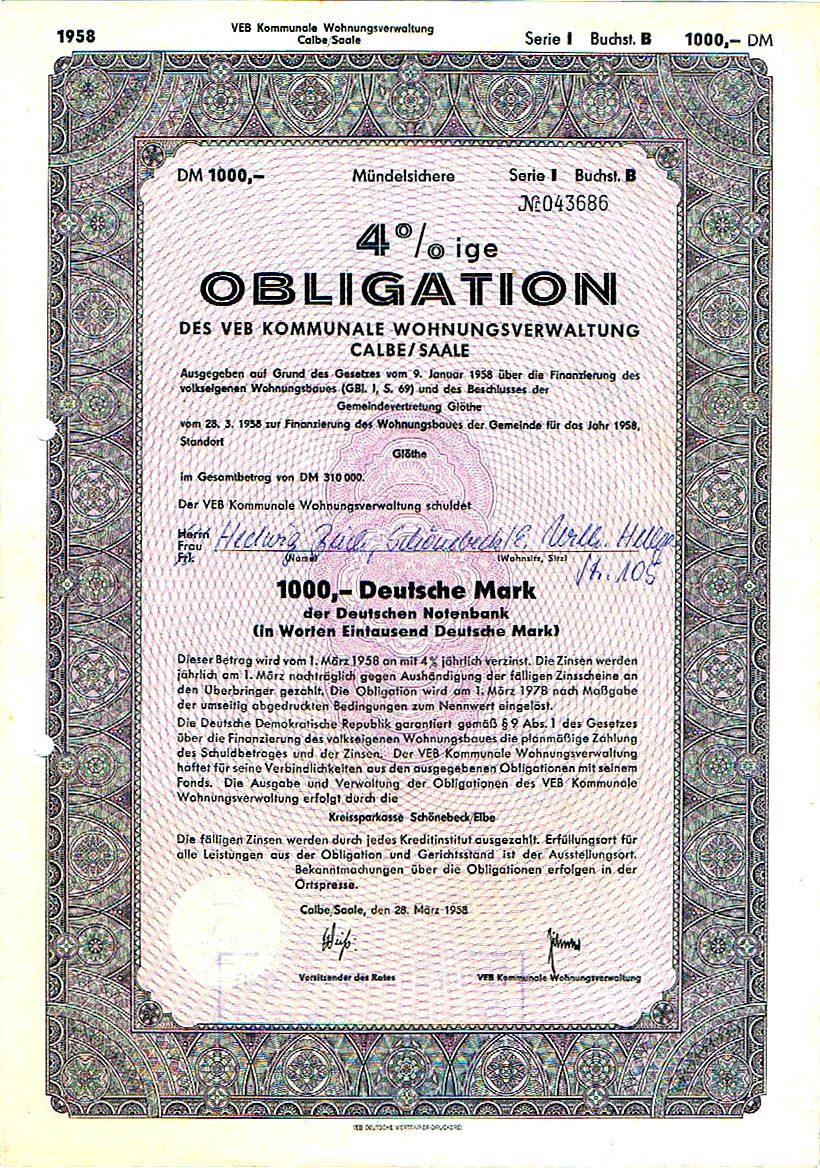 1958
VEB Kommunale Wohnungsverwaltung
Calbe/Saale
Serie I Buchst. B 1000,– DM
DM 1000,– Mündelsichere Serie I Buchst. B
№043686
4%ige
OBLIGATION
DES VEB KOMMUNALE WOHNUNGSVERWALTUNG
CALBE/SAALE
Ausgegeben auf Grund des Gesetzes vom 9. Januar 1958 über die Finanzierung des
volkseigenen Wohnungsbaues (GBl. I, S. 69) und des Beschlusses der
Gemeindevertretung Glöthe
vom 28. 3. 1958 zur Finanzierung des Wohnungsbaues der Gemeinde für das Jahr 1958,
Standort
Glöthe
im Gesamtbetrag von DM 310 000.
Der VEB Kommunale Wohnungsverwaltung schuldet
Herrn
Frau Hedwig Schönebeck/E.
Frl.
(Name) (Wohnsitz, Sitz)
Str. 105
1000,– Deutsche Mark
der Deutschen Notenbank
(in Worten Eintausend Deutsche Mark)
Dieser Betrag wird vom 1. März 1958 an mit 4% jährlich verzinst. Die Zinsen werden
jährlich am 1. März nachträglich gegen Aushändigung der fälligen Zinsscheine an
den Überbringer gezahlt. Die Obligation wird am 1. März 1978 nach Maßgabe
der umseitig abgedruckten Bedingungen zum Nennwert eingelöst.
Die Deutsche Demokratische Republik garantiert gemäß § 9 Abs. 1 des Gesetzes
über die Finanzierung des volkseigenen Wohnungsbaues die planmäßige Zahlung
des Schuldbetrages und der Zinsen. Der VEB Kommunale Wohnungsverwaltung
haftet für seine Verbindlichkeiten aus den ausgegebenen Obligationen mit seinem
Fonds. Die Ausgabe und Verwaltung der Obligationen des VEB Kommunale
Wohnungsverwaltung erfolgt durch die
Kreissparkasse Schönebeck/Elbe
Die fälligen Zinsen werden durch jedes Kreditinstitut ausgezahlt. Erfüllungsort für
alle Leistungen aus der Obligation und Gerichtsstand ist der Ausstellungsort.
Bekanntmachungen über die Obligationen erfolgen in der
Ortspresse.
Calbe/Saale, den 28. März 1958
Vorsitzender des Rates VEB Kommunale Wohnungsverwaltung
VEB DEUTSCHE WERTPAPIER-DRUCKEREI